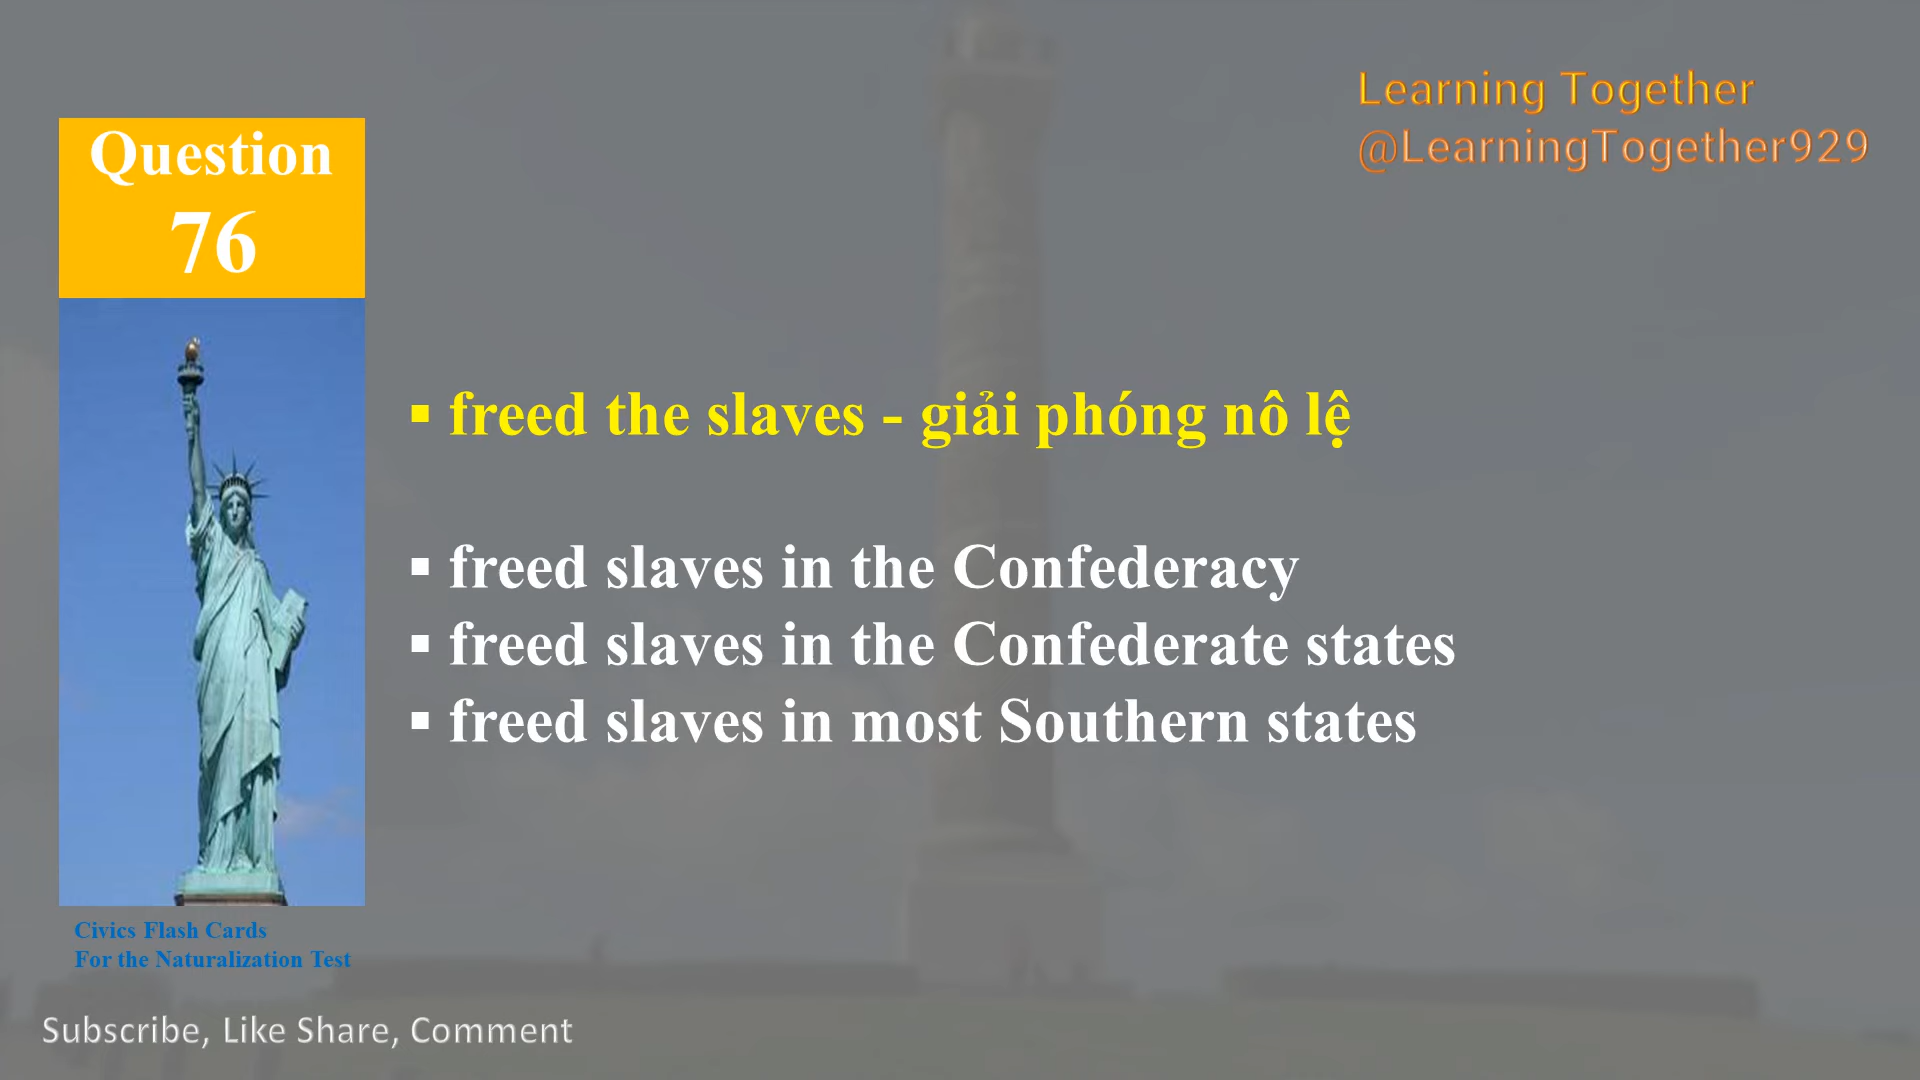 Learning Together
@LearningTogether929
Question
76
▪ freed the slaves - giải phóng nô lệ
▪ freed slaves in the Confederacy
▪ freed slaves in the Confederate states
▪ freed slaves in most Southern states
Civics Flash Cards
For the Naturalization Test
Subscribe, Like Share, Comment